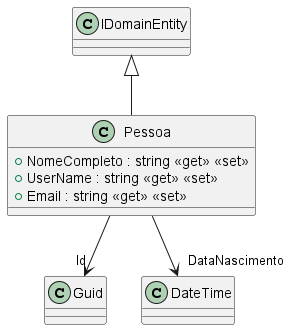 C IDomainEntity
C Pessoa
NomeCompleto : string «get» «set»
UserName : string «get» «set»
Email : string «get» «set»
Id
DataNascimento
C Guid
C DateTime